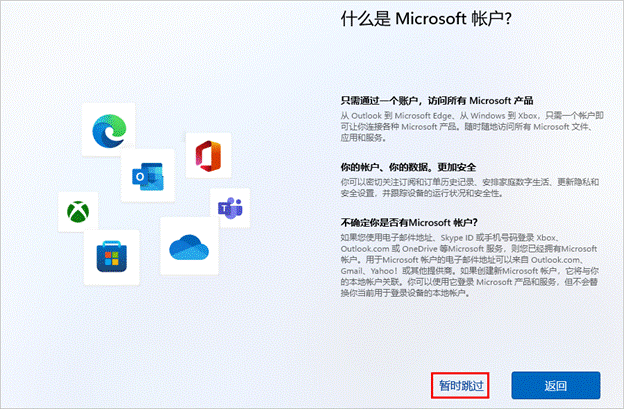 什么是 Microsoft 帐户?
只需通过一个账户，访问所有 Microsoft 产品
从 Outlook 到 Microsoft Edge、从 Windows 到 Xbox，只需一个帐户即
可让你连接各种 Microsoft 产品。随时随地访问所有 Microsoft 文件、
应用和服务。
你的帐户、你的数据。更加安全
你可以密切关注订阅和订单历史记录、安排家庭数字生活、更新隐私和
安全设置，并跟踪设备的运行状况和安全性。
不确定你是否有Microsoft 帐户?
如果您使用电子邮件地址、Skype ID 或手机号码登录 Xbox、
Outlook.com 或 OneDrive 等Microsoft 服务，则您已经拥有Microsoft
帐户。用于Microsoft 帐户的电子邮件地址可以来自 Outlook.com、
Gmail、Yahoo！或其他提供商。如果创建新Microsoft 帐户，它将与你
的本地帐户关联。你可以使用它登录 Microsoft 产品和服务，但不会替
换你当前用于登录设备的本地帐户。
暂时跳过
返回